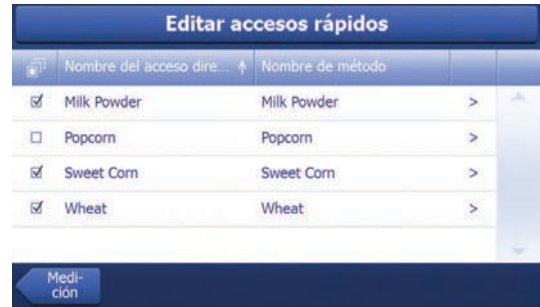 Editar accesos rápidos
Nombre del acceso dire... ↑ Nombre de método
Milk Powder Milk Powder >
Popcorn Popcorn >
Sweet Corn Sweet Corn >
Wheat Wheat >
Medi-
ción